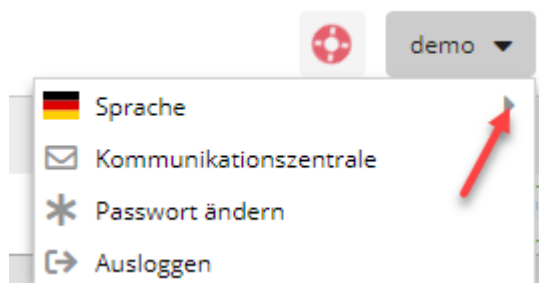 demo
Sprache
Kommunikationszentrale
Passwort ändern
Ausloggen